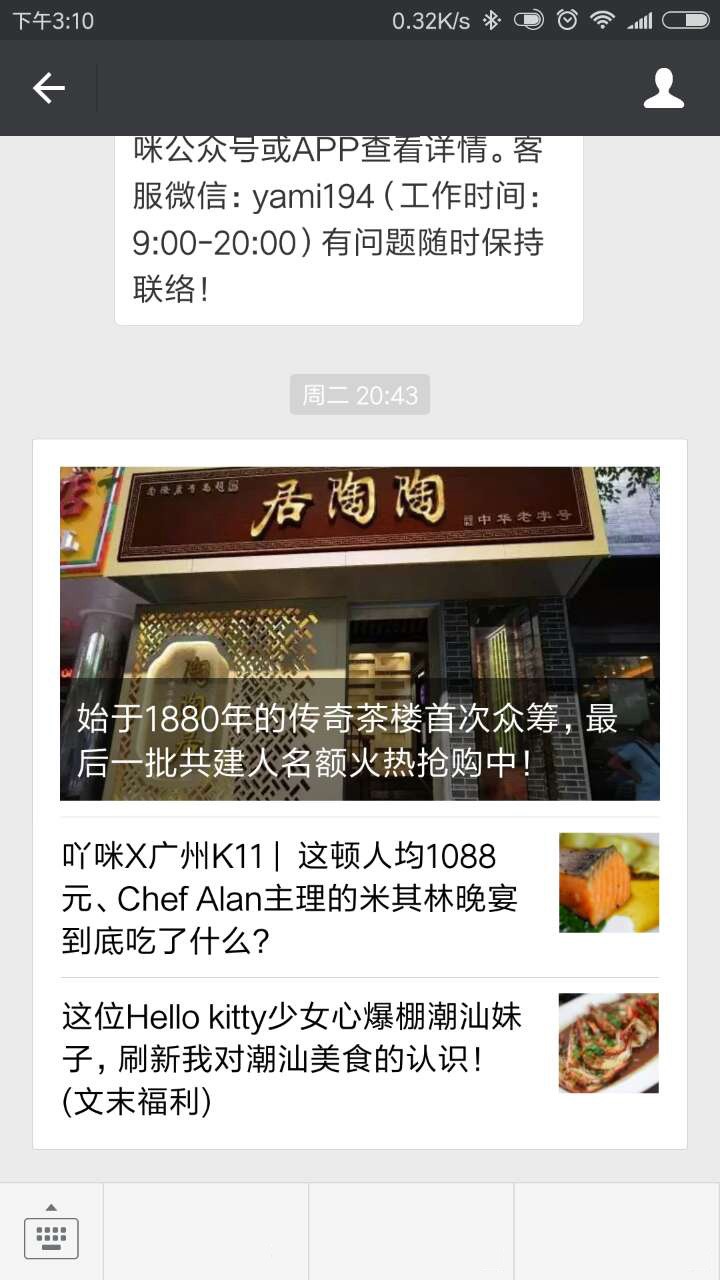 下午3:10
0.32K/s
咪公众号或APP查看详情。客
服微信：yami194（工作时间：
9:00-20:00）有问题随时保持
联络！
周二 20:43
店
居陶陶
中华老字号
陶陶
始于1880年的传奇茶楼首次众筹，最
后一批共建人名额火热抢购中！
吖咪X广州K11｜这顿人均1088
元、Chef Alan主理的米其林晚宴
到底吃了什么？
这位Hello kitty少女心爆棚潮汕妹
子，刷新我对潮汕美食的认识！
(文末福利)